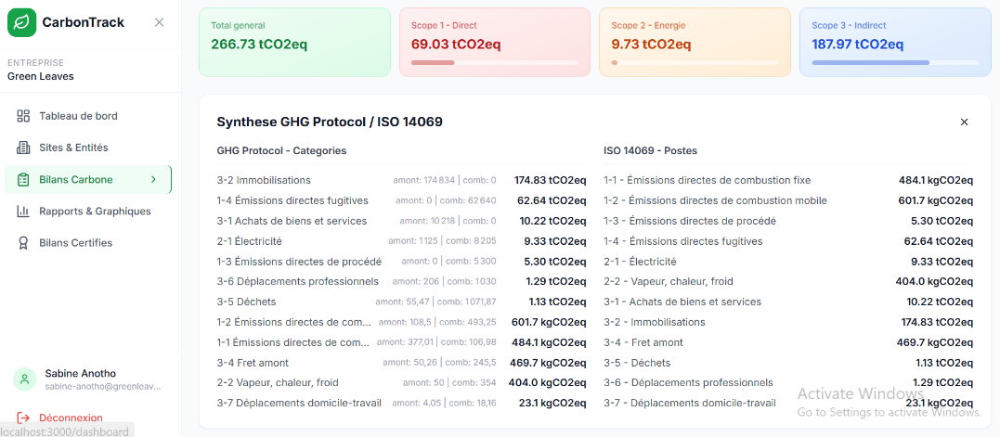 CarbonTrack
ENTREPRISE
Green Leaves
Tableau de bord
Sites & Entités
Bilans Carbone
Rapports & Graphiques
Bilans Certifies
Sabine Anotho
sabine-anotho@greenleav...
Déconnexion
localhost:3000/dashboard
Total general
266.73 tCO2eq
Scope 1 - Direct
69.03 tCO2eq
Scope 2 - Energie
9.73 tCO2eq
Scope 3 - Indirect
187.97 tCO2eq
Synthese GHG Protocol / ISO 14069
GHG Protocol - Categories
3-2 Immobilisations amont: 174 834 | comb: 0 174.83 tCO2eq
1-4 Émissions directes fugitives amont: 0 | comb: 62 640 62.64 tCO2eq
3-1 Achats de biens et services amont: 10 218 | comb: 0 10.22 tCO2eq
2-1 Électricité amont: 1 125 | comb: 8 205 9.33 tCO2eq
1-3 Émissions directes de procédé amont: 0 | comb: 5 300 5.30 tCO2eq
3-6 Déplacements professionnels amont: 206 | comb: 1 030 1.29 tCO2eq
3-5 Déchets amont: 55,47 | comb: 1 071,87 1.13 tCO2eq
1-2 Émissions directes de com... amont: 108,5 | comb: 493,25 601.7 kgCO2eq
1-1 Émissions directes de com... amont: 377,01 | comb: 106,98 484.1 kgCO2eq
3-4 Fret amont amont: 50,26 | comb: 245,5 469.7 kgCO2eq
2-2 Vapeur, chaleur, froid amont: 50 | comb: 354 404.0 kgCO2eq
3-7 Déplacements domicile-travail amont: 4,05 | comb: 18,16 23.1 kgCO2eq
ISO 14069 - Postes
1-1 - Émissions directes de combustion fixe 484.1 kgCO2eq
1-2 - Émissions directes de combustion mobile 601.7 kgCO2eq
1-3 - Émissions directes de procédé 5.30 tCO2eq
1-4 - Émissions directes fugitives 62.64 tCO2eq
2-1 - Électricité 9.33 tCO2eq
2-2 - Vapeur, chaleur, froid 404.0 kgCO2eq
3-1 - Achats de biens et services 10.22 tCO2eq
3-2 - Immobilisations 174.83 tCO2eq
3-4 - Fret amont 469.7 kgCO2eq
3-5 - Déchets 1.13 tCO2eq
3-6 - Déplacements professionnels 1.29 tCO2eq
3-7 - Déplacements domicile-travail 23.1 kgCO2eq
Activate Windows
Go to Settings to activate Windows.